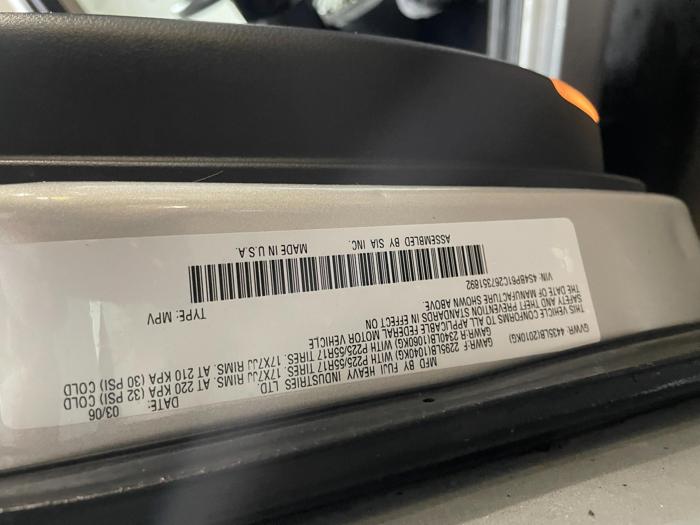 MFD BY FUJI HEAVY INDUSTRIES LTD. DATE: 03/06
GVWR: 4435LB(2010KG)
GAWR-F 2295LB(1040KG)WITH P225/55R17 TIRES. 17X7JJ RIMS. AT 220 KPA (32 PSI) COLD
GAWR-R 2340LB(1060KG)WITH P225/55R17 TIRES. 17X7JJ RIMS. AT 210 KPA (30 PSI) COLD
THIS VEHICLE CONFORMS TO ALL APPLICABLE FEDERAL MOTOR VEHICLE
SAFETY AND THEFT PREVENTION STANDARDS IN EFFECT ON
THE DATE OF MANUFACTURE SHOWN ABOVE.
VIN: 4S4BP61C267351892 TYPE: MPV
ASSEMBLED BY SIA INC. MADE IN U.S.A.